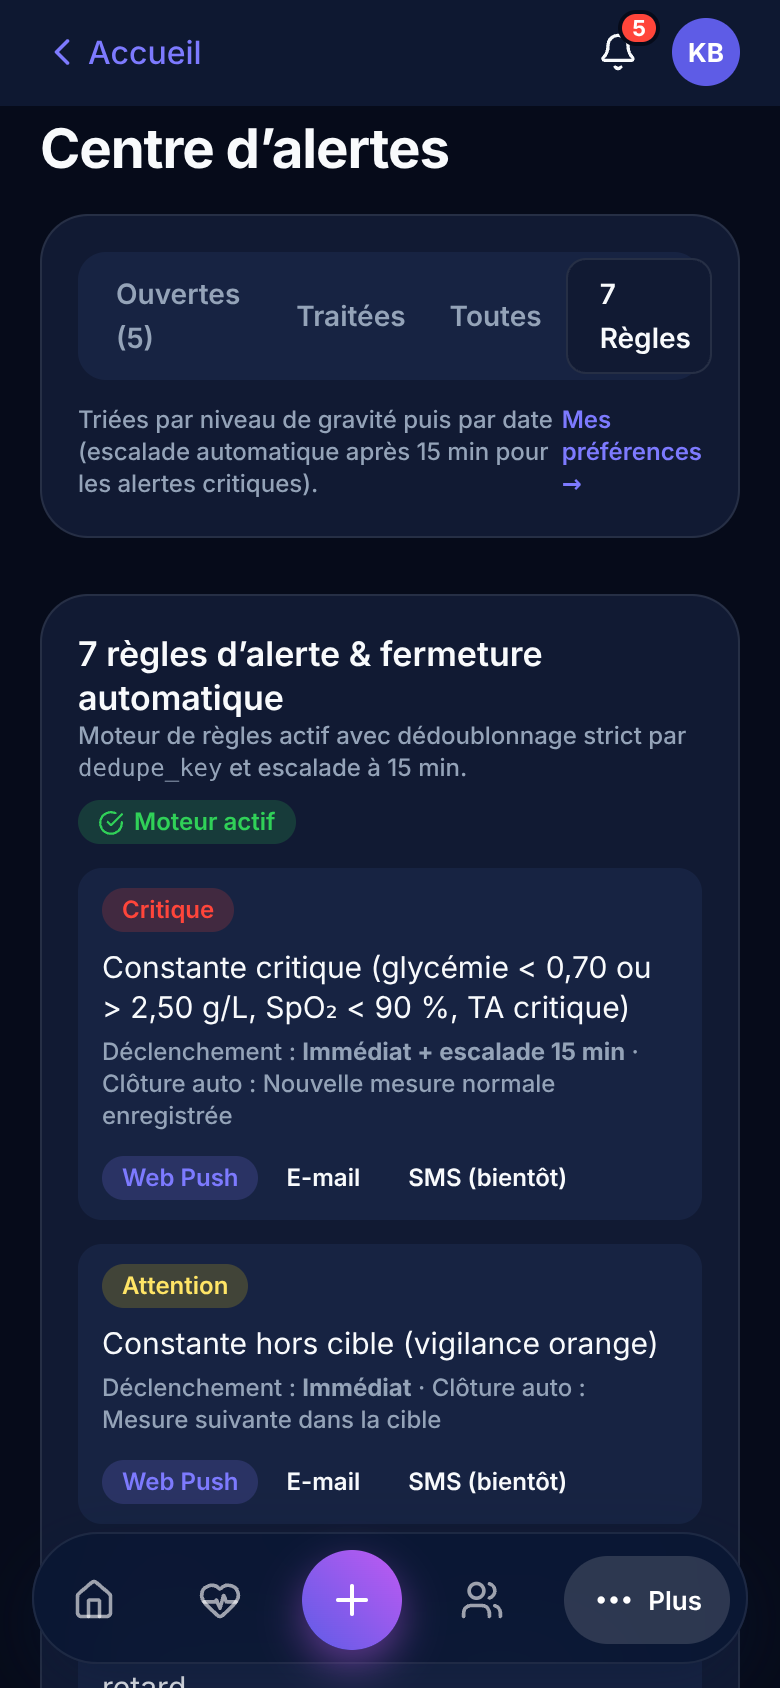 Accueil
5
KB
Centre d’alertes
Ouvertes
(5)
Traitées
Toutes
7
Règles
Triées par niveau de gravité puis par date
(escalade automatique après 15 min pour
les alertes critiques).
Mes
préférences
→
7 règles d’alerte & fermeture
automatique
Moteur de règles actif avec dédoublonnage strict par
dedupe_key et escalade à 15 min.
Moteur actif
Critique
Constante critique (glycémie < 0,70 ou
> 2,50 g/L, SpO₂ < 90 %, TA critique)
Déclenchement : Immédiat + escalade 15 min ·
Clôture auto : Nouvelle mesure normale
enregistrée
Web Push E-mail SMS (bientôt)
Attention
Constante hors cible (vigilance orange)
Déclenchement : Immédiat · Clôture auto :
Mesure suivante dans la cible
Web Push E-mail SMS (bientôt)
Plus
retard